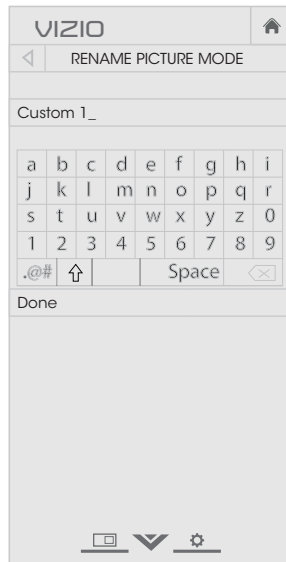 VIZIO
RENAME PICTURE MODE
Custom 1_
a b c d e f g h i
j k l m n o p q r
s t u v w x y z 0
1 2 3 4 5 6 7 8 9
.@# Space
Done